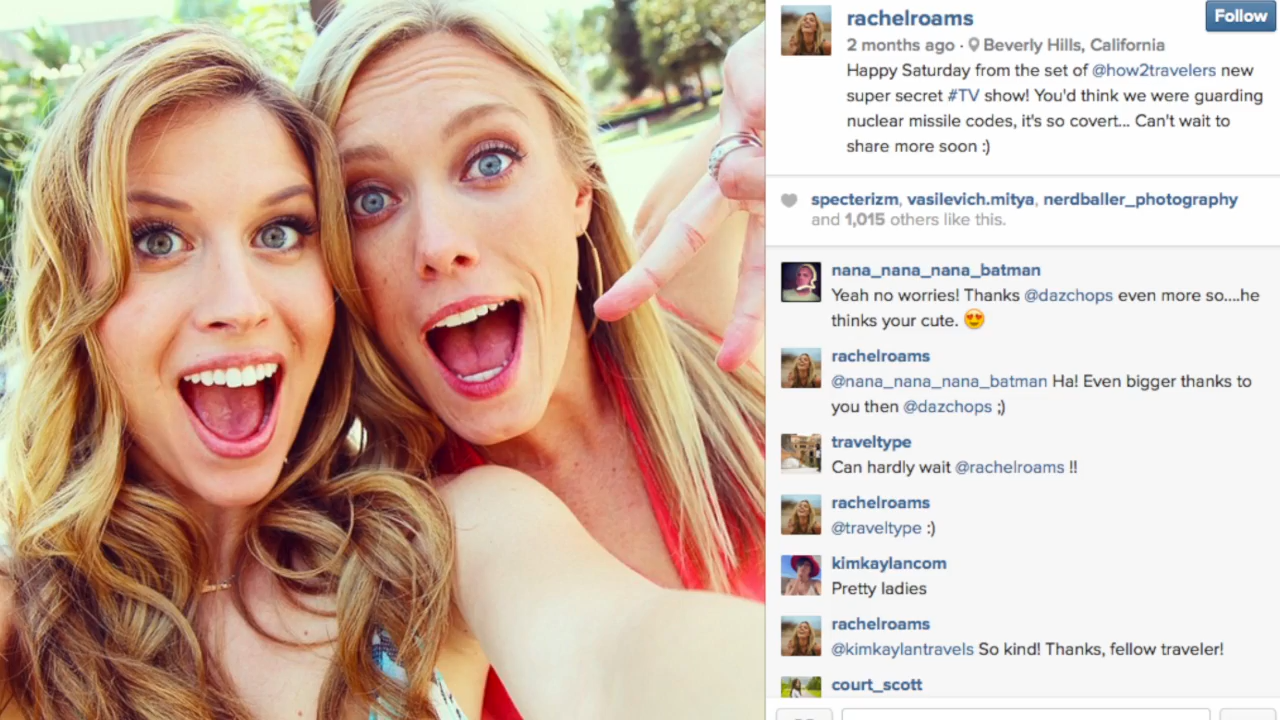 rachelroams
Follow
2 months ago · Beverly Hills, California
Happy Saturday from the set of @how2travelers new
super secret #TV show! You'd think we were guarding
nuclear missile codes, it's so covert... Can't wait to
share more soon :)
specterizm, vasilevich.mitya, nerdballer_photography
and 1,015 others like this.
nana_nana_nana_batman
Yeah no worries! Thanks @dazchops even more so....he
thinks your cute. 😍
rachelroams
@nana_nana_nana_batman Ha! Even bigger thanks to
you then @dazchops ;)
traveltype
Can hardly wait @rachelroams !!
rachelroams
@traveltype :)
kimkaylancom
Pretty ladies
rachelroams
@kimkaylantravels So kind! Thanks, fellow traveler!
court_scott